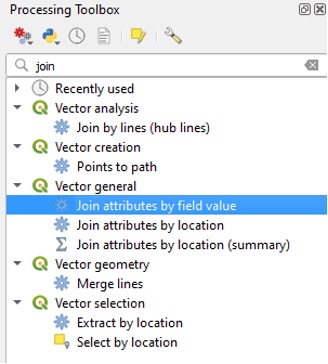 Processing Toolbox
join
Recently used
Vector analysis
Join by lines (hub lines)
Vector creation
Points to path
Vector general
Join attributes by field value
Join attributes by location
Join attributes by location (summary)
Vector geometry
Merge lines
Vector selection
Extract by location
Select by location